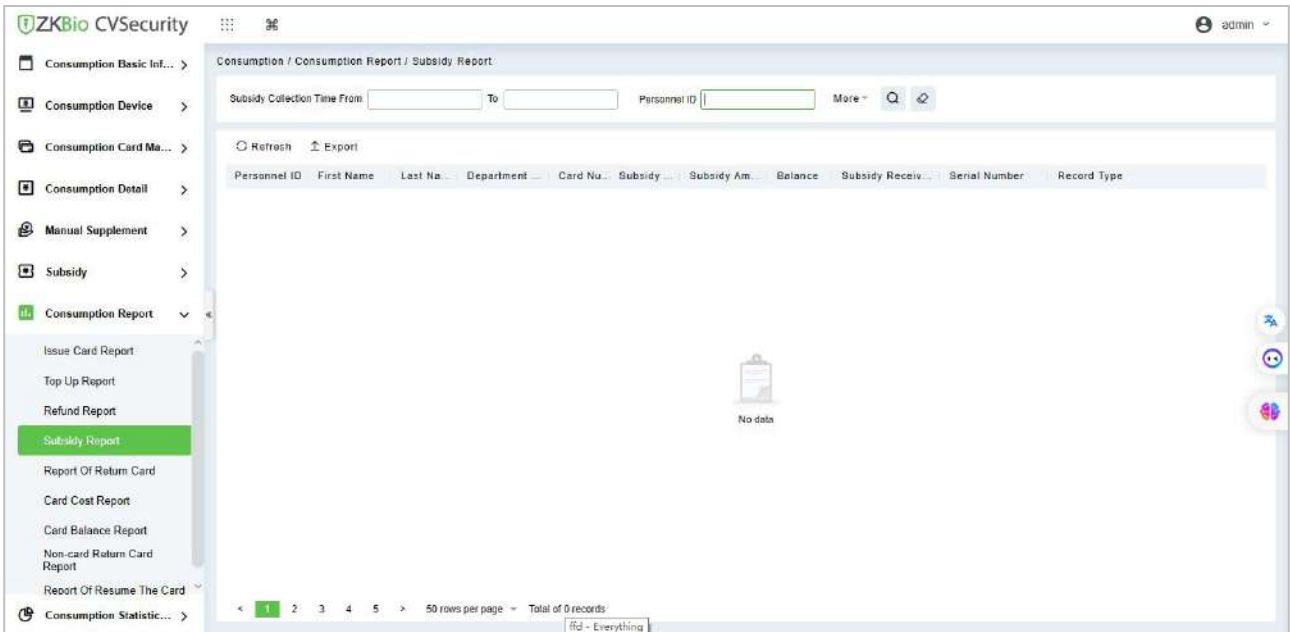 ZKBio CVSecurity
admin
Consumption Basic Inf... >
Consumption Device >
Consumption Card Ma... >
Consumption Detail >
Manual Supplement >
Subsidy >
Consumption Report
Issue Card Report
Top Up Report
Refund Report
Subsidy Report
Report Of Return Card
Card Cost Report
Card Balance Report
Non-card Return Card
Report
Report Of Resume The Card
Consumption Statistic... >
Consumption / Consumption Report / Subsidy Report
Subsidy Collection Time From To Personnel ID More
Refresh Export
Personnel ID First Name Last Na... Department ... Card Nu... Subsidy ... Subsidy Am... Balance Subsidy Receiv... Serial Number Record Type
No data
< 1 2 3 4 5 > 50 rows per page Total of 0 records
ffd - Everything